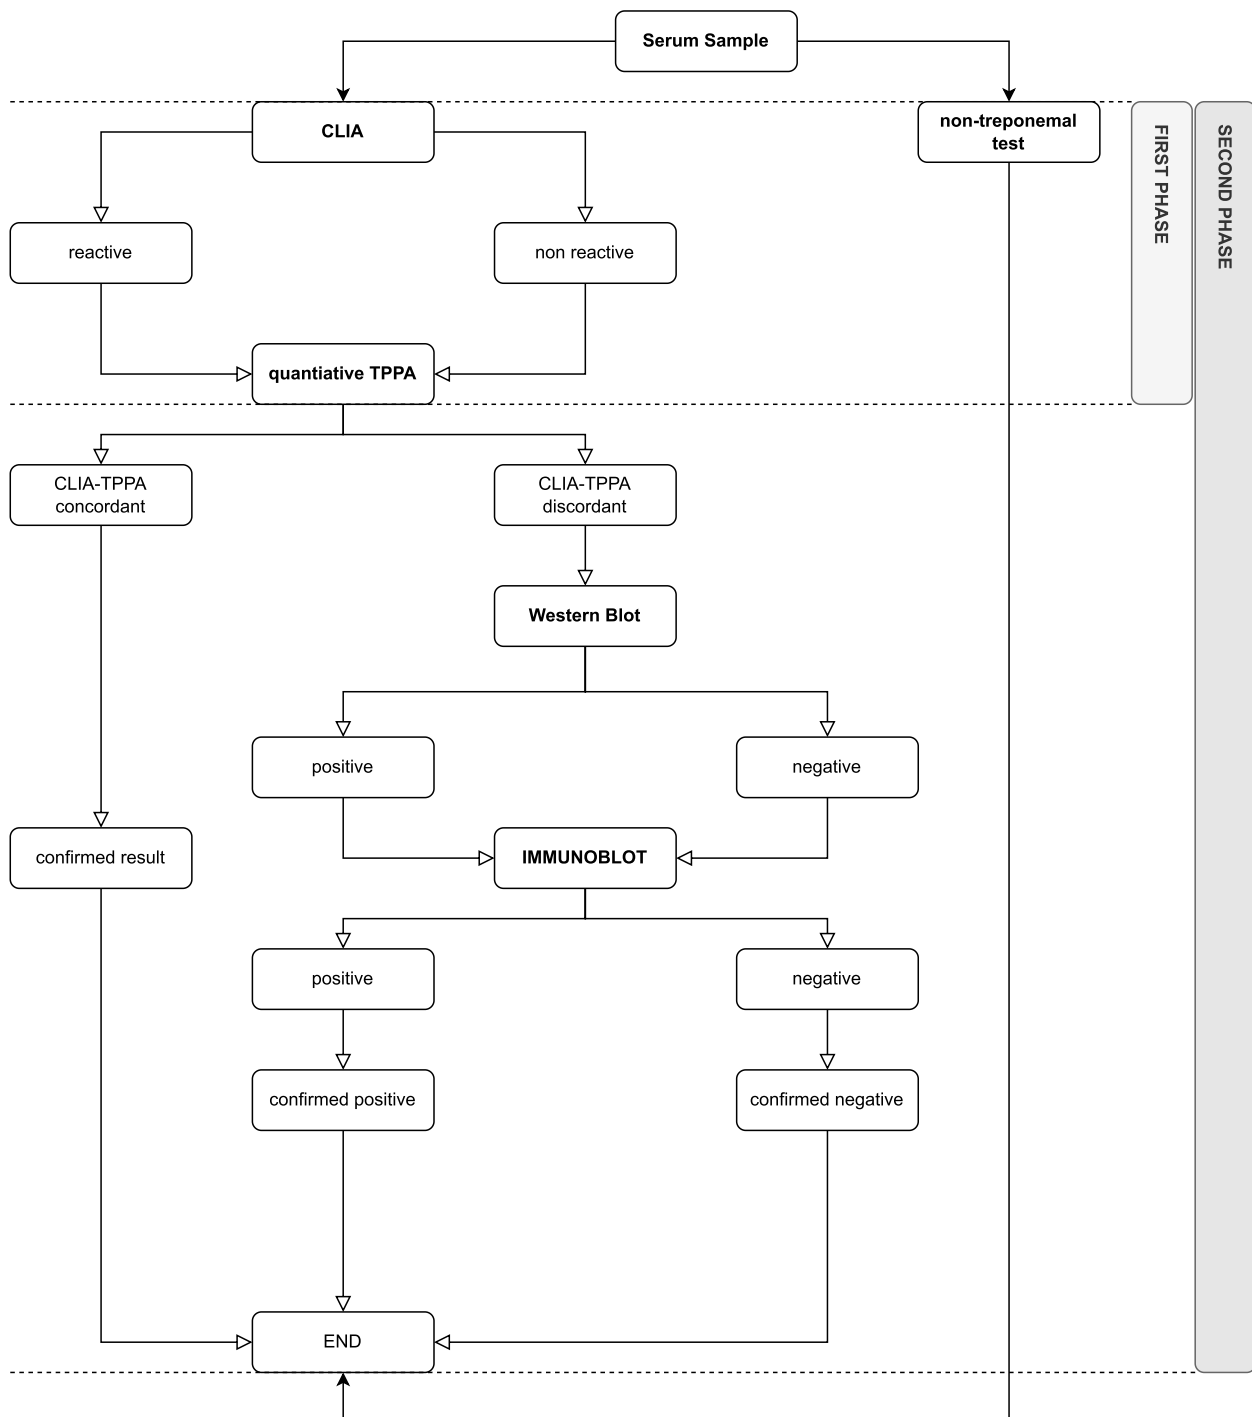 Serum Sample
CLIA
non-treponemal
test
FIRST PHASE
SECOND PHASE
reactive
non reactive
quantiative TPPA
CLIA-TPPA
concordant
CLIA-TPPA
discordant
Western Blot
positive
negative
confirmed result
IMMUNOBLOT
positive
negative
confirmed positive
confirmed negative
END